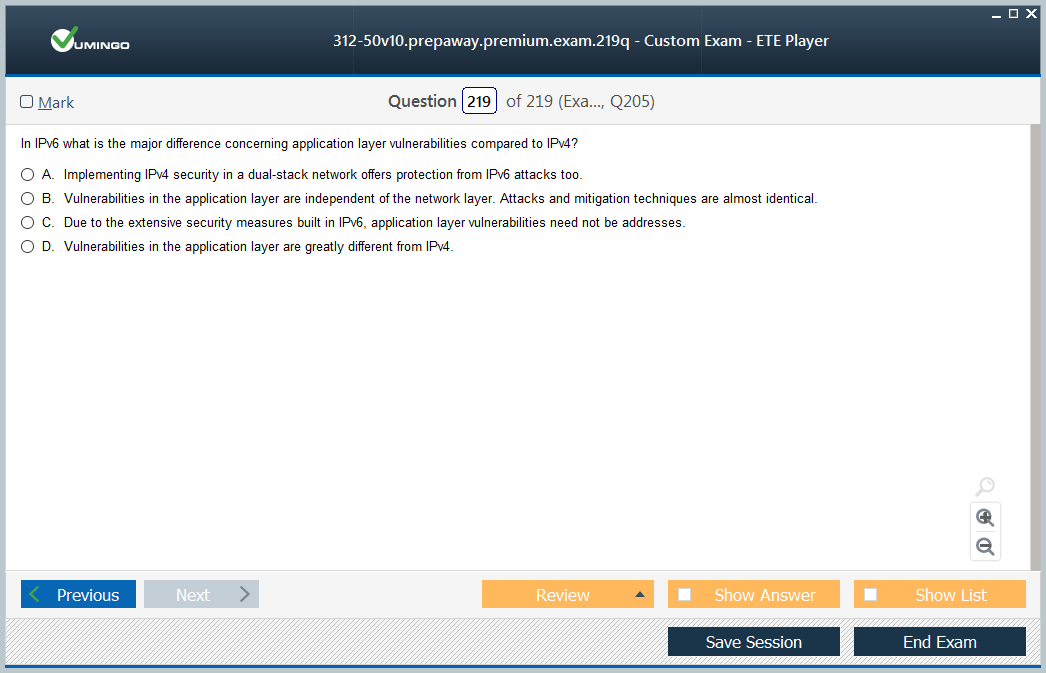 VUMINGO
312-50v10.prepaway.premium.exam.219q - Custom Exam - ETE Player
Mark
Question 219 of 219 (Exa..., Q205)
In IPv6 what is the major difference concerning application layer vulnerabilities compared to IPv4?
A. Implementing IPv4 security in a dual-stack network offers protection from IPv6 attacks too.
B. Vulnerabilities in the application layer are independent of the network layer. Attacks and mitigation techniques are almost identical.
C. Due to the extensive security measures built in IPv6, application layer vulnerabilities need not be addresses.
D. Vulnerabilities in the application layer are greatly different from IPv4.
Previous Next Review Show Answer Show List
Save Session End Exam